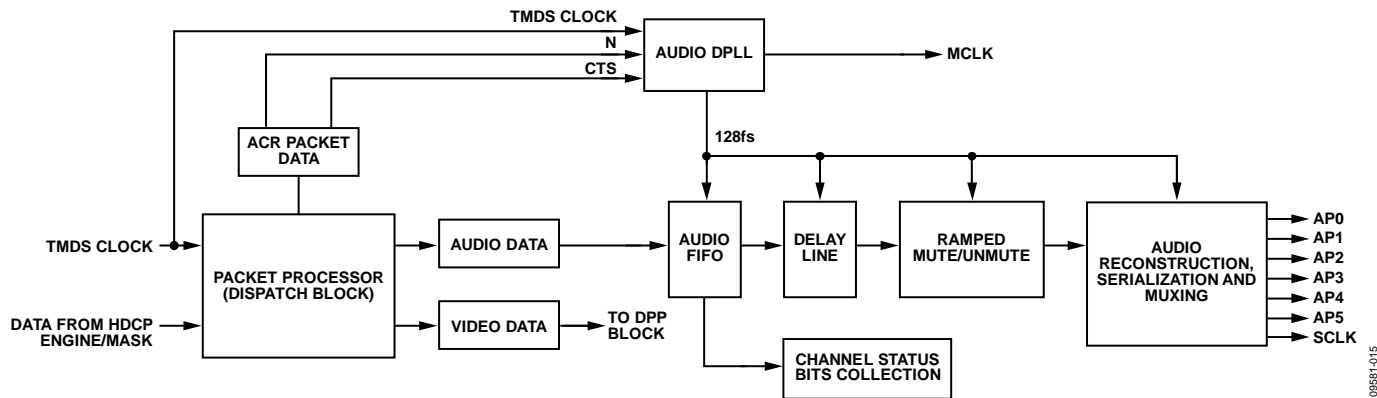 TMDS CLOCK
N
CTS
AUDIO DPLL
MCLK
ACR PACKET
DATA
128fs
TMDS CLOCK
DATA FROM HDCP
ENGINE/MASK
PACKET PROCESSOR
(DISPATCH BLOCK)
AUDIO DATA
VIDEO DATA
TO DPP
BLOCK
AUDIO
FIFO
DELAY
LINE
RAMPED
MUTE/UNMUTE
AUDIO
RECONSTRUCTION,
SERIALIZATION AND
MUXING
AP0
AP1
AP2
AP3
AP4
AP5
SCLK
CHANNEL STATUS
BITS COLLECTION
09581-015